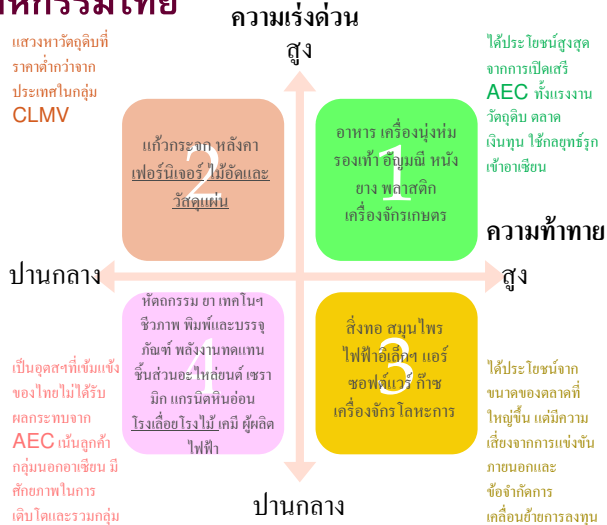 หกรรมไทย
ความเร่งด่วน
สูง
แสวงหาวัตถุดิบที่
ราคาต่ำกว่าจาก
ประเทศในกลุ่ม
CLMV
ได้ประโยชน์สูงสุด
จากการเปิดเสรี
AEC ทั้งแรงงาน
วัตถุดิบ ตลาด
เงินทุน ใช้กลยุทธ์รุก
เข้าอาเซียน
2
แก้วกระจก หลังคา
เฟอร์นิเจอร์ ไม้อัดและ
วัสดุแผ่น
1
อาหาร เครื่องนุ่งห่ม
รองเท้า อัญมณี หนัง
ยาง พลาสติก
เครื่องจักรเกษตร
ความท้าทาย
ปานกลาง
สูง
4
หัตถกรรม ยา เทคโนฯ
ชีวภาพ พิมพ์และบรรจุ
ภัณฑ์ พลังงานทดแทน
ชิ้นส่วนอะไหล่ยนต์ เซรา
มิก แกรนิตหินอ่อน
โรงเลื่อยโรงไม้ เคมี ผู้ผลิต
ไฟฟ้า
3
สิ่งทอ สมุนไพร
ไฟฟ้าอิเล็กฯ แอร์
ซอฟต์แวร์ ก๊าซ
เครื่องจักร โลหะการ
เป็นอุตสฯที่เข้มแข็ง
ของไทยไม่ได้รับ
ผลกระทบจาก
AEC เน้นลูกค้า
กลุ่มนอกอาเซียน มี
ศักยภาพในการ
เติบโตและรวมกลุ่ม
ได้ประโยชน์จาก
ขนาดของตลาดที่
ใหญ่ขึ้น แต่มีความ
เสี่ยงจากการแข่งขัน
ภายนอกและ
ข้อจำกัดการ
เคลื่อนย้ายการลงทุน
ปานกลาง